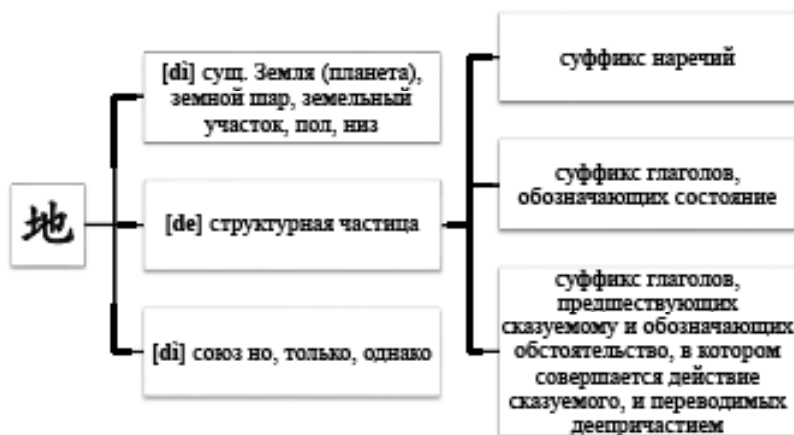 地
[dì] сущ. Земля (планета),
земной шар, земельный
участок, пол, низ
[de] структурная частица
[dì] союз но, только, однако
суффикс наречий
суффикс глаголов,
обозначающих состояние
суффикс глаголов,
предшествующих
сказуемому и обозначающих
обстоятельство, в котором
совершается действие
сказуемого, и переводимых
деепричастием